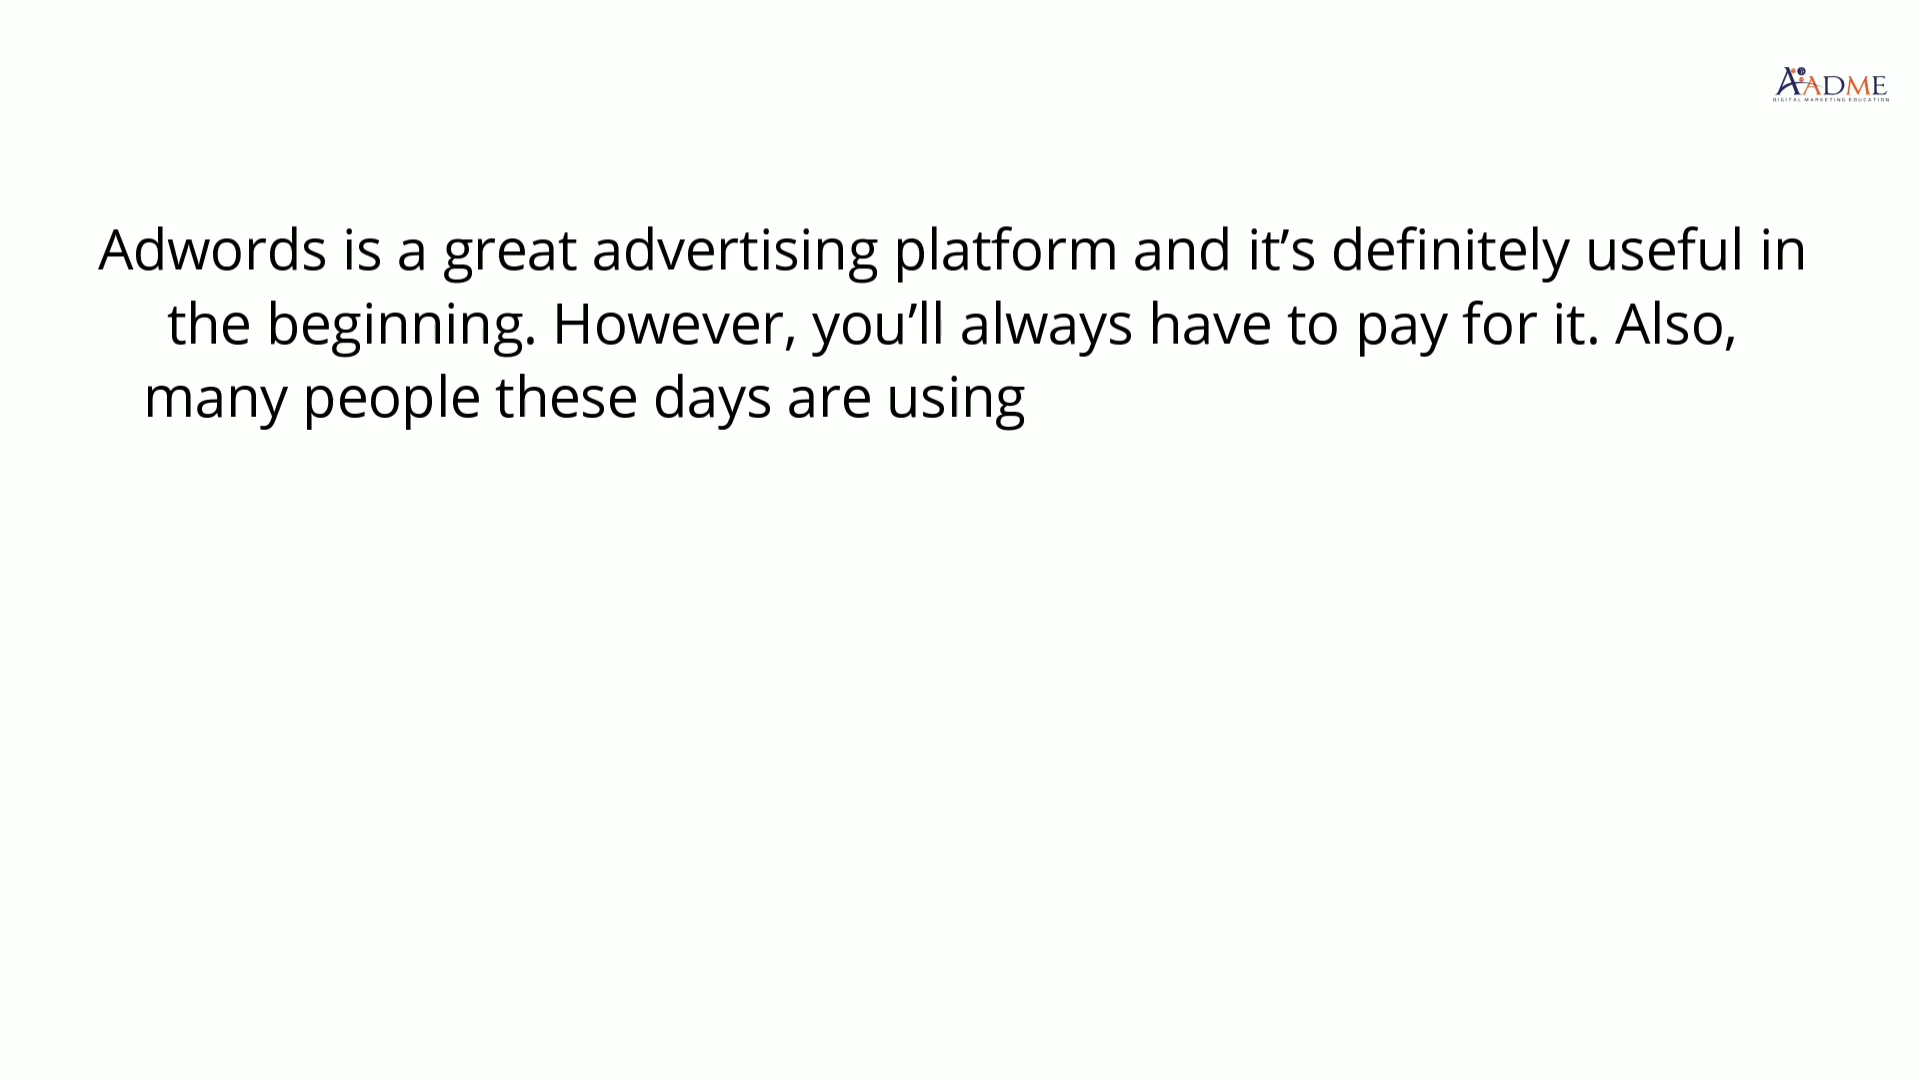 AADME
DIGITAL MARKETING EDUCATION
Adwords is a great advertising platform and it’s definitely useful in
the beginning. However, you’ll always have to pay for it. Also,
many people these days are using